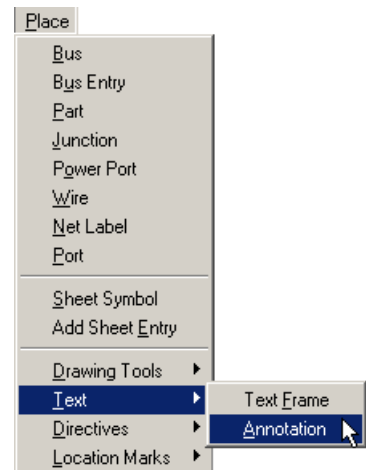 Place
Bus
Bus Entry
Part
Junction
Power Port
Wire
Net Label
Port
Sheet Symbol
Add Sheet Entry
Drawing Tools
Text
Text Frame
Directives
Annotation
Location Marks